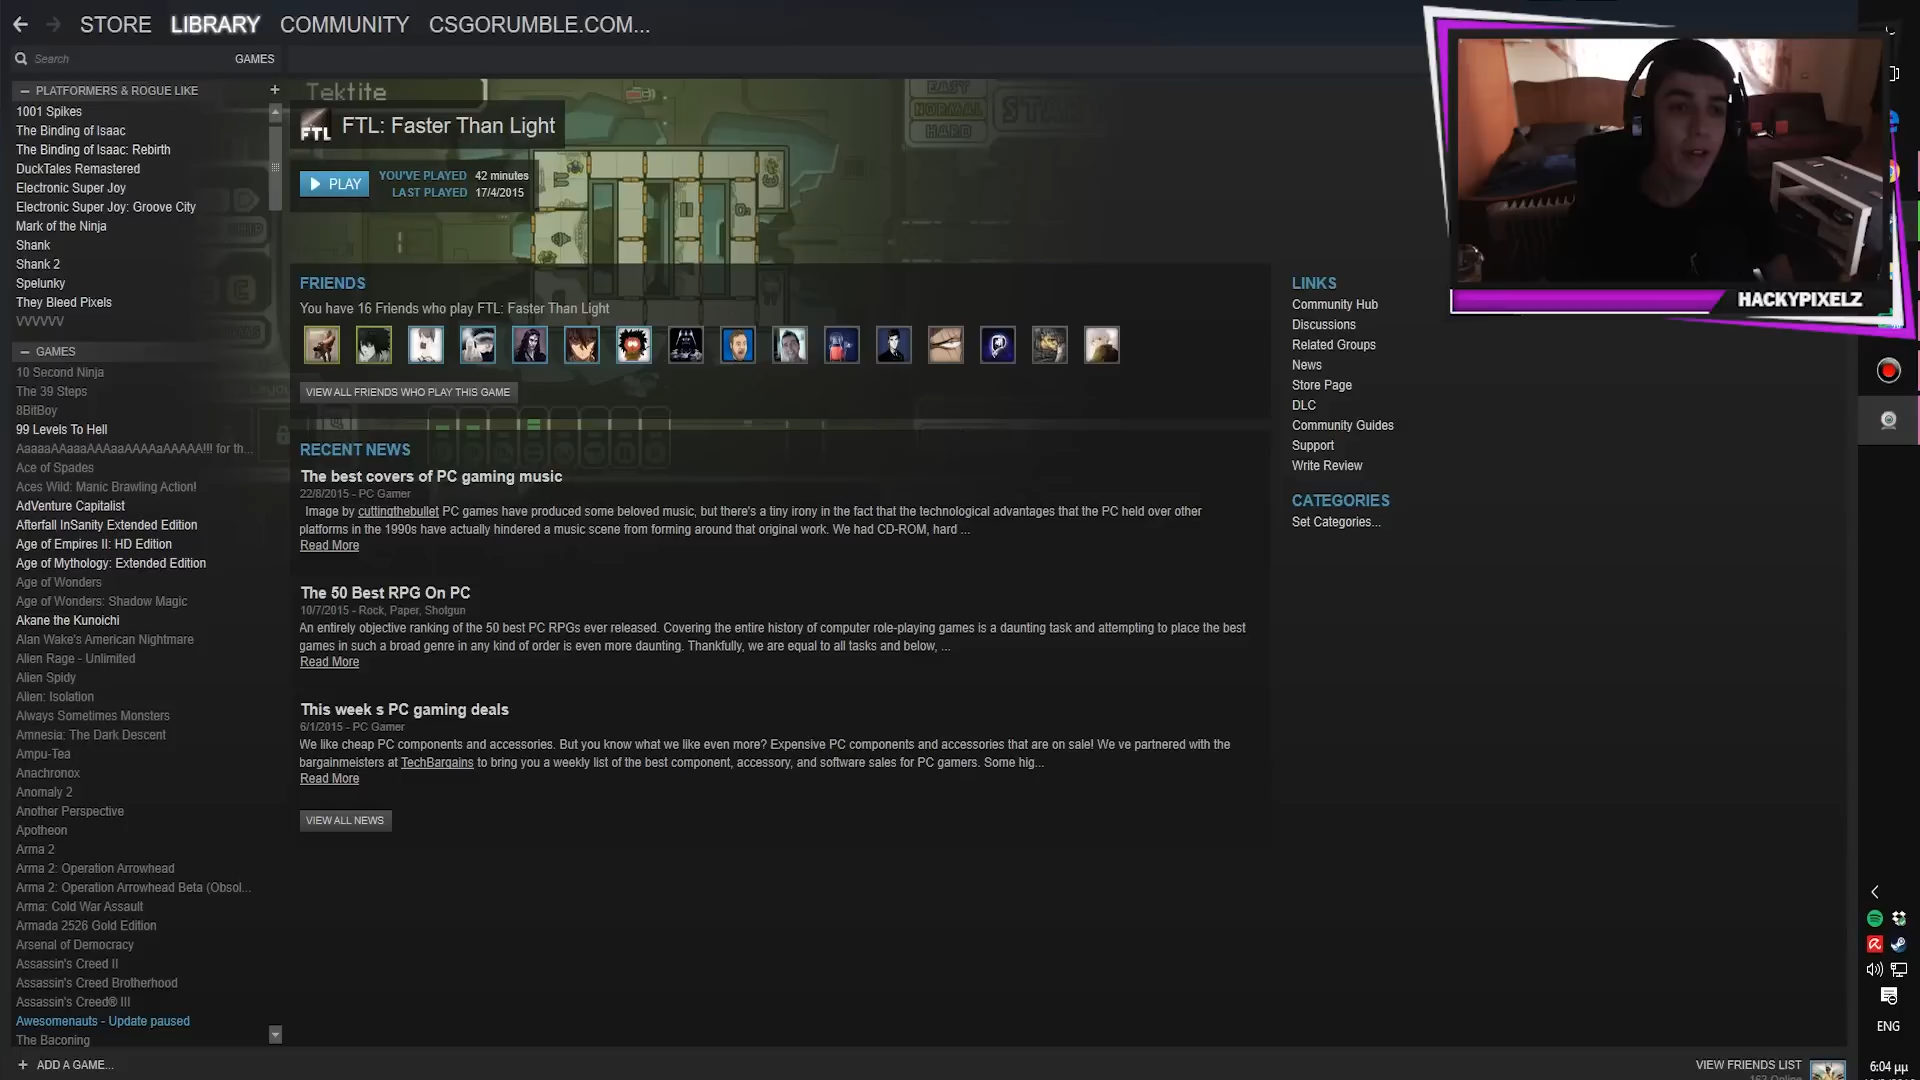 STORE LIBRARY COMMUNITY CSGORUMBLE.COM...
Search GAMES
PLATFORMERS & ROGUE LIKE
1001 Spikes
The Binding of Isaac
The Binding of Isaac: Rebirth
DuckTales Remastered
Electronic Super Joy
Electronic Super Joy: Groove City
Mark of the Ninja
Shank
Shank 2
Spelunky
They Bleed Pixels
VVVVVV
GAMES
10 Second Ninja
The 39 Steps
8BitBoy
99 Levels To Hell
AaaaaAAaaaAAAaaAAAAaAAAAA!!! for th...
Ace of Spades
Aces Wild: Manic Brawling Action!
AdVenture Capitalist
Afterfall InSanity Extended Edition
Age of Empires II: HD Edition
Age of Mythology: Extended Edition
Age of Wonders
Age of Wonders: Shadow Magic
Akane the Kunoichi
Alan Wake's American Nightmare
Alien Rage - Unlimited
Alien Spidy
Alien: Isolation
Always Sometimes Monsters
Amnesia: The Dark Descent
Ampu-Tea
Anachronox
Anomaly 2
Another Perspective
Apotheon
Arma 2
Arma 2: Operation Arrowhead
Arma 2: Operation Arrowhead Beta (Obsol...
Arma: Cold War Assault
Armada 2526 Gold Edition
Arsenal of Democracy
Assassin's Creed II
Assassin's Creed Brotherhood
Assassin's Creed® III
Awesomenauts - Update paused
The Baconing
ADD A GAME...
Tektite
EASY
NORMAL
HARD
FTL
FTL: Faster Than Light
PLAY
YOU'VE PLAYED 42 minutes
LAST PLAYED 17/4/2015
FRIENDS
You have 16 Friends who play FTL: Faster Than Light
VIEW ALL FRIENDS WHO PLAY THIS GAME
RECENT NEWS
The best covers of PC gaming music
22/8/2015 - PC Gamer
Image by cuttingthebullet PC games have produced some beloved music, but there's a tiny irony in the fact that the technological advantages that the PC held over other
platforms in the 1990s have actually hindered a music scene from forming around that original work. We had CD-ROM, hard ...
Read More
The 50 Best RPG On PC
10/7/2015 - Rock, Paper, Shotgun
An entirely objective ranking of the 50 best PC RPGs ever released. Covering the entire history of computer role-playing games is a daunting task and attempting to place the best
games in such a broad genre in any kind of order is even more daunting. Thankfully, we are equal to all tasks and below, ...
Read More
This week s PC gaming deals
6/1/2015 - PC Gamer
We like cheap PC components and accessories. But you know what we like even more? Expensive PC components and accessories that are on sale! We ve partnered with the
bargainmeisters at TechBargains to bring you a weekly list of the best component, accessory, and software sales for PC gamers. Some hig...
Read More
VIEW ALL NEWS
LINKS
Community Hub
Discussions
Related Groups
News
Store Page
DLC
Community Guides
Support
Write Review
CATEGORIES
Set Categories...
HACKYPIXELZ
VIEW FRIENDS LIST
ENG
6:04 μμ